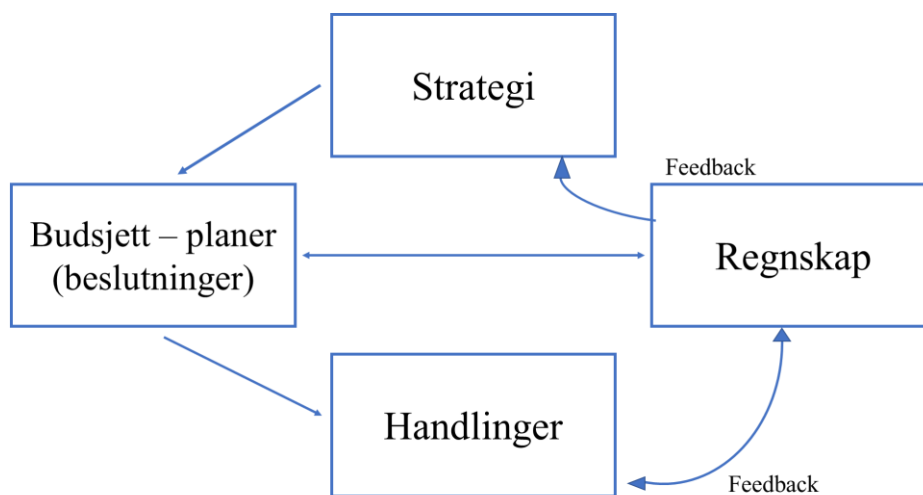 Strategi
Feedback
Budsjett – planer
(beslutninger)
Regnskap
Handlinger
Feedback